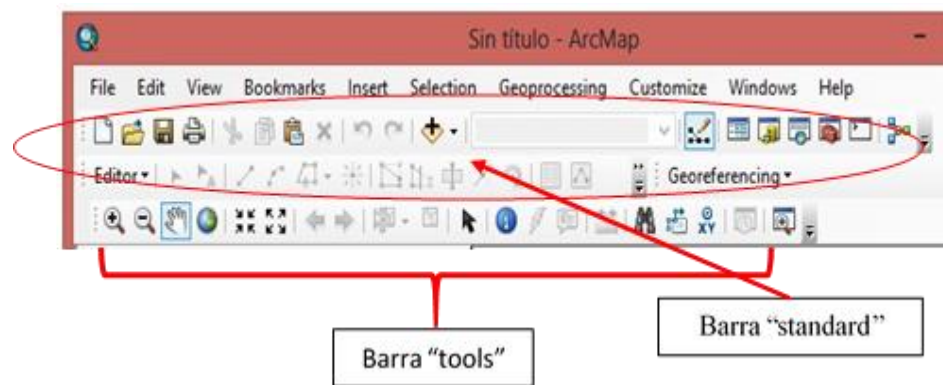 Sin título - ArcMap
File Edit View Bookmarks Insert Selection Geoprocessing Customize Windows Help
Editor Georeferencing
XY
Barra “standard”
Barra “tools”